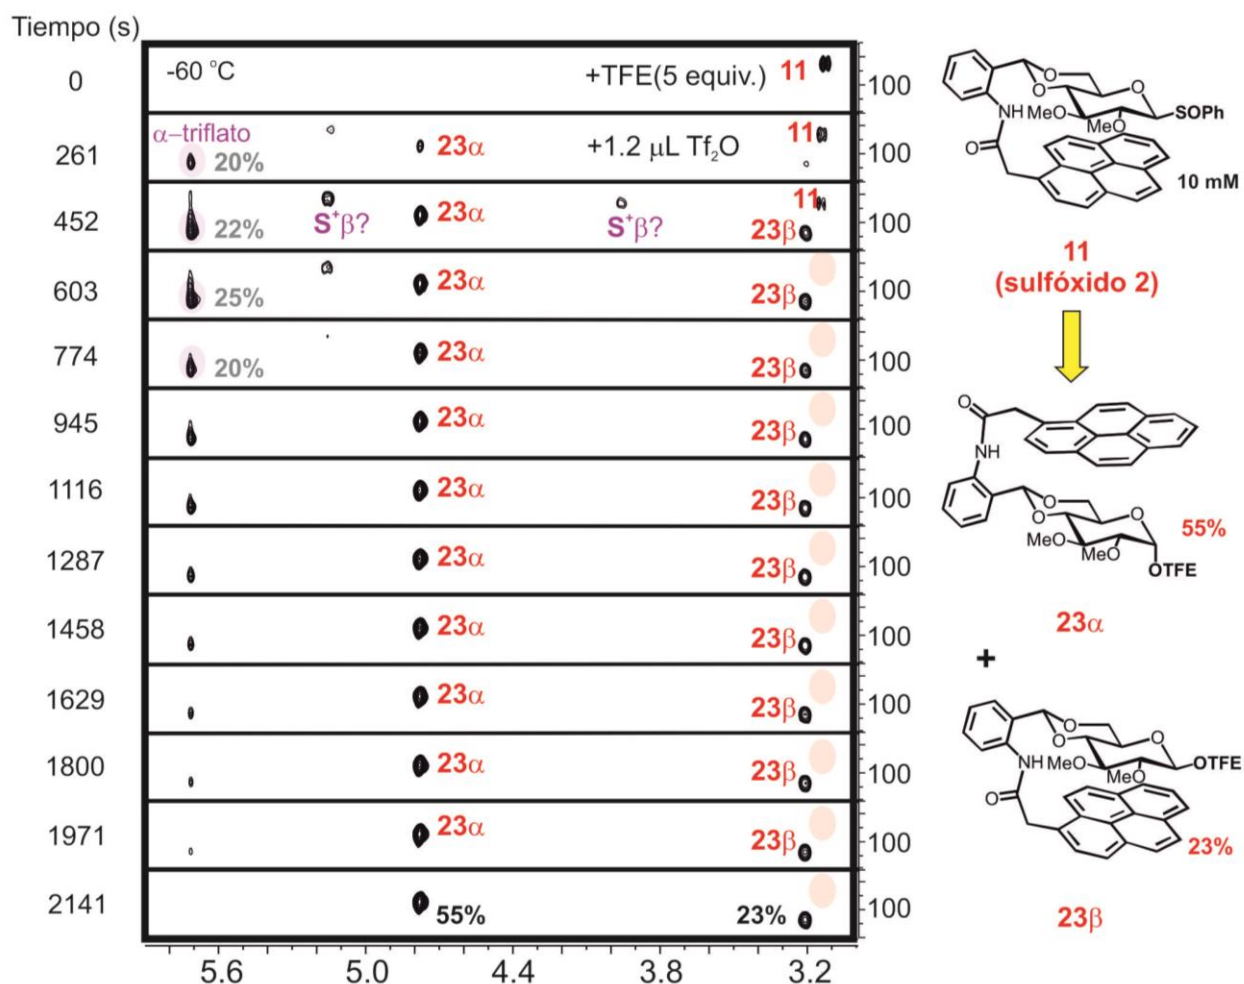 Tiempo (s)
0
-60 °C
+TFE(5 equiv.)
11
100
261
α−triflato
20%
23α
+1.2 μL Tf₂O
11
100
452
22%
S⁺β?
23α
S⁺β?
11
23β
100
603
25%
23α
23β
100
774
20%
23α
23β
100
945
23α
23β
100
1116
23α
23β
100
1287
23α
23β
100
1458
23α
23β
100
1629
23α
23β
100
1800
23α
23β
100
1971
23α
23β
100
2141
55%
23%
100
5.6 5.0 4.4 3.8 3.2
O
O
O
NH
MeO
MeO
SOPh
O
10 mM
11
(sulfóxido 2)
O
NH
O
O
O
MeO
MeO
OTFE
55%
23α
+
O
O
O
NH
MeO
MeO
OTFE
O
23%
23β